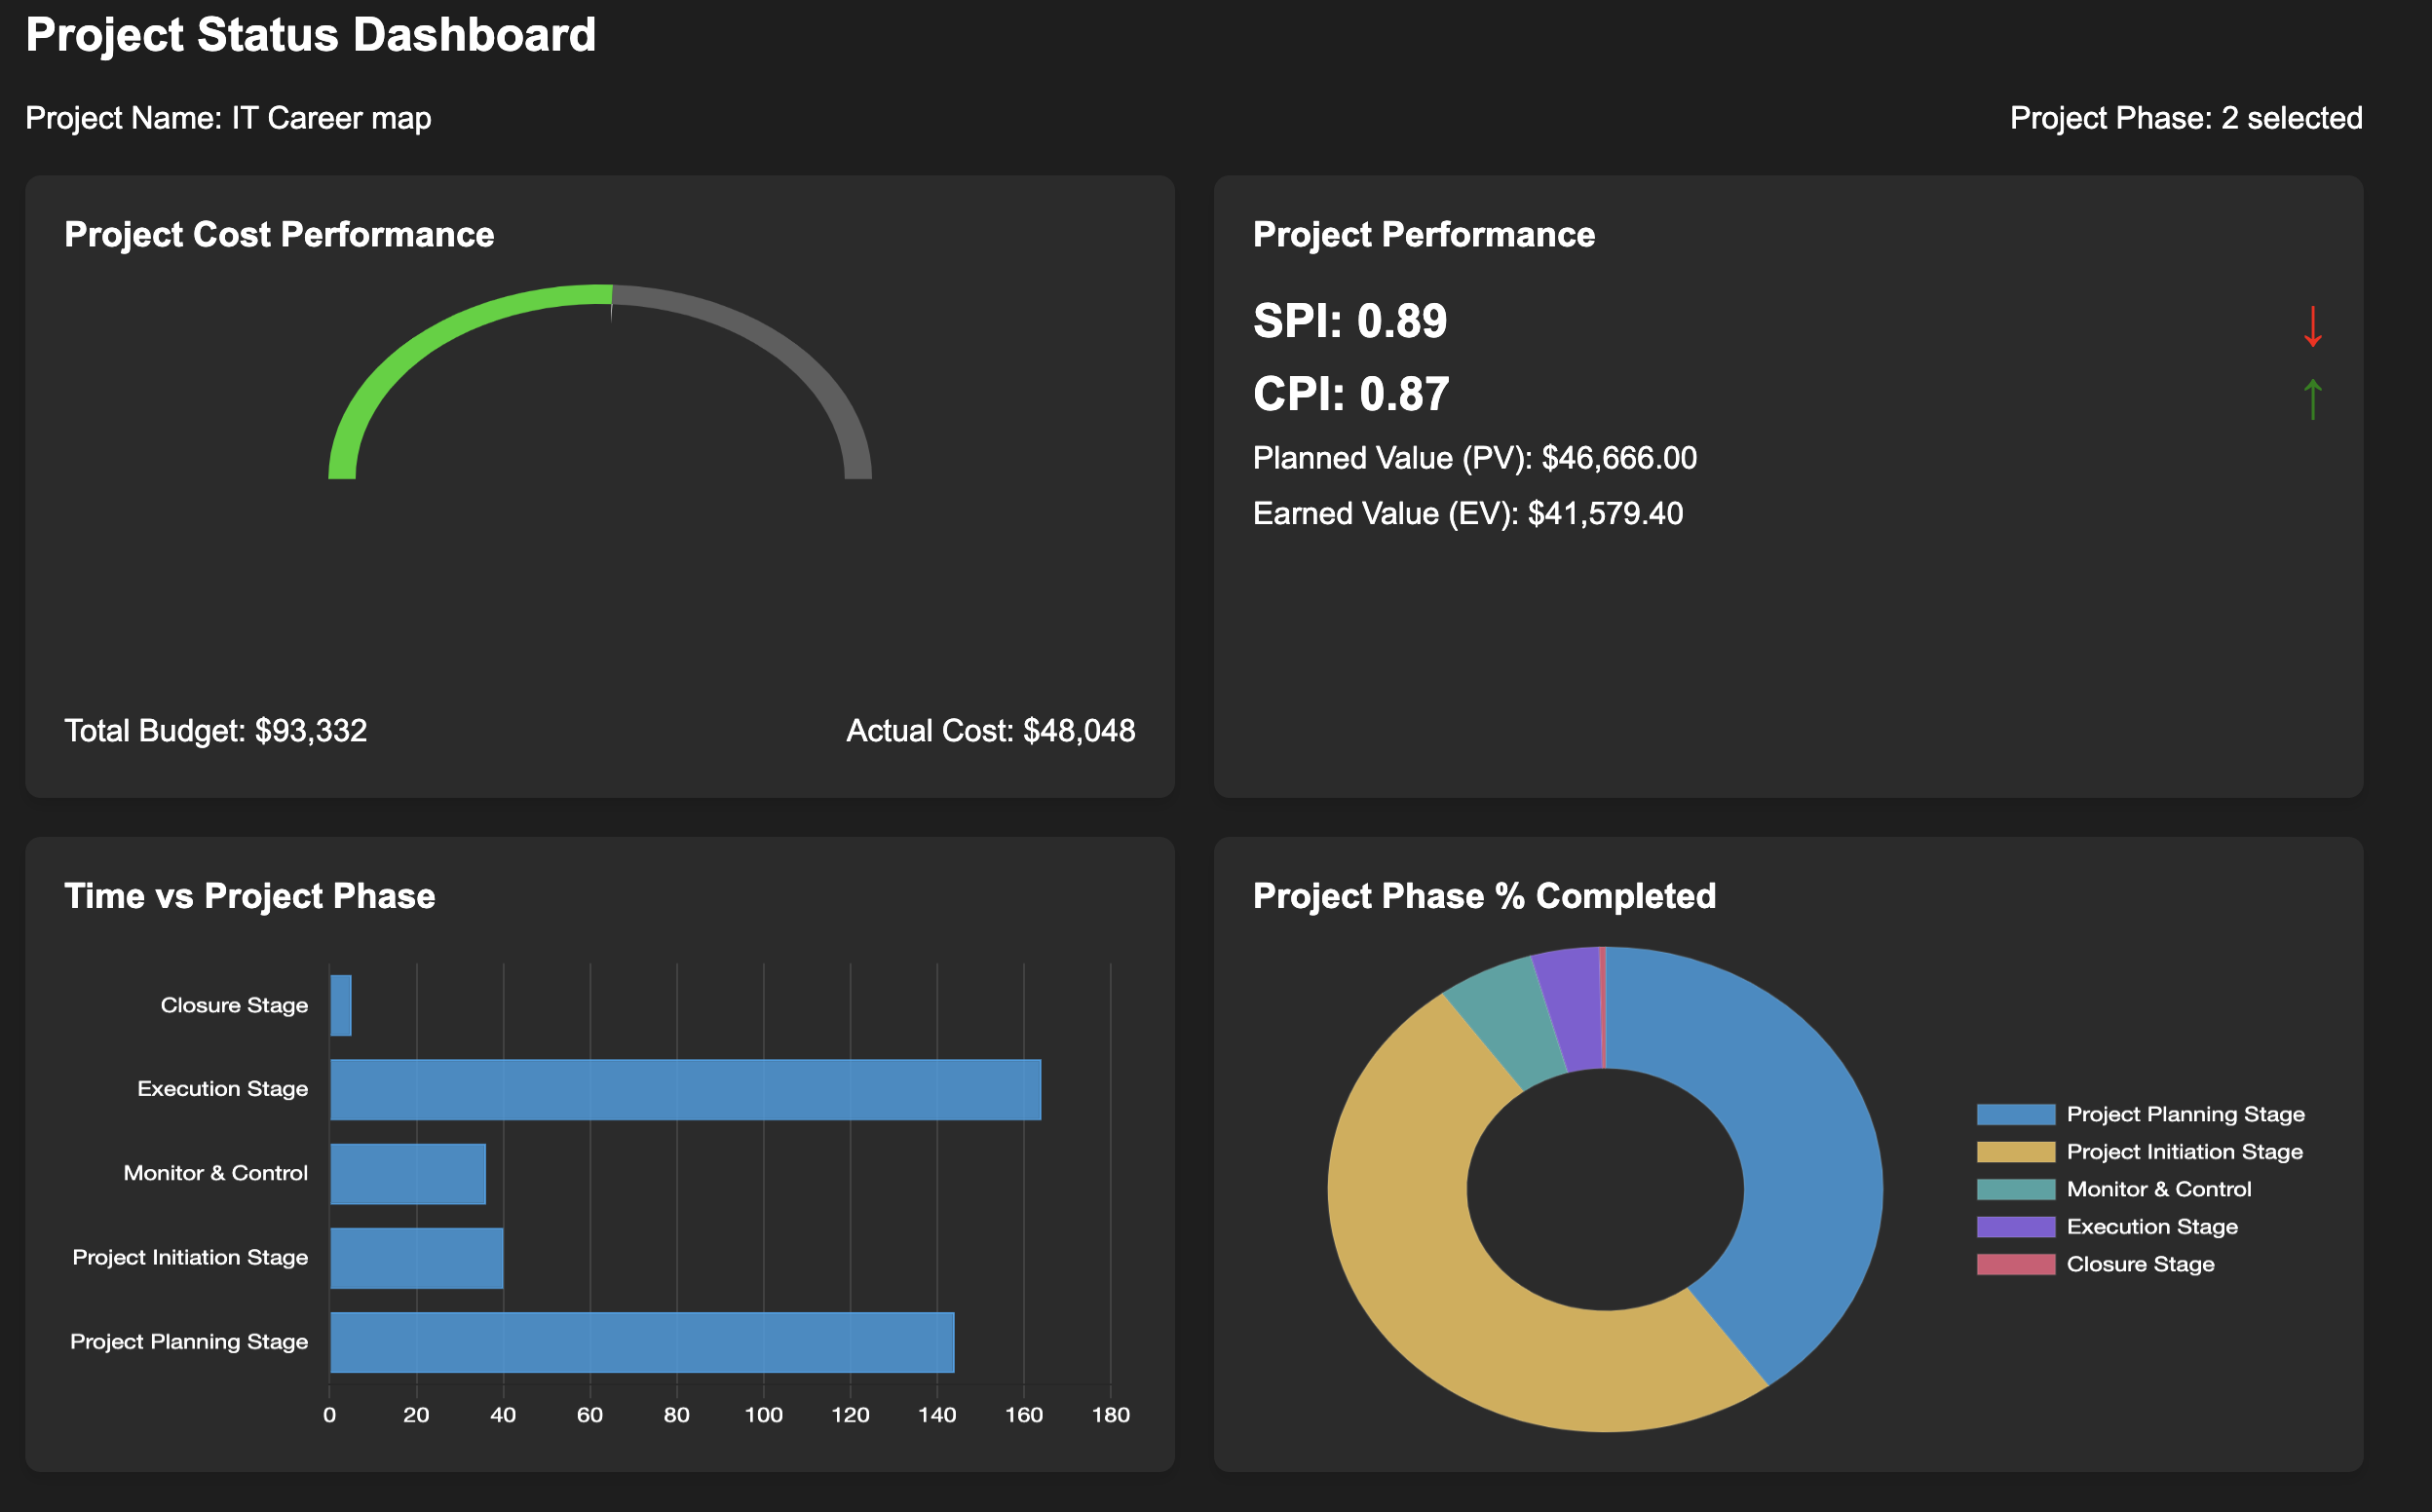 Project Status Dashboard
Project Name: IT Career map
Project Phase: 2 selected
Project Cost Performance
Total Budget: $93,332
Actual Cost: $48,048
Project Performance
SPI: 0.89
↓
CPI: 0.87
↑
Planned Value (PV): $46,666.00
Earned Value (EV): $41,579.40
Time vs Project Phase
Closure Stage
Execution Stage
Monitor & Control
Project Initiation Stage
Project Planning Stage
0 20 40 60 80 100 120 140 160 180
Project Phase % Completed
Project Planning Stage
Project Initiation Stage
Monitor & Control
Execution Stage
Closure Stage